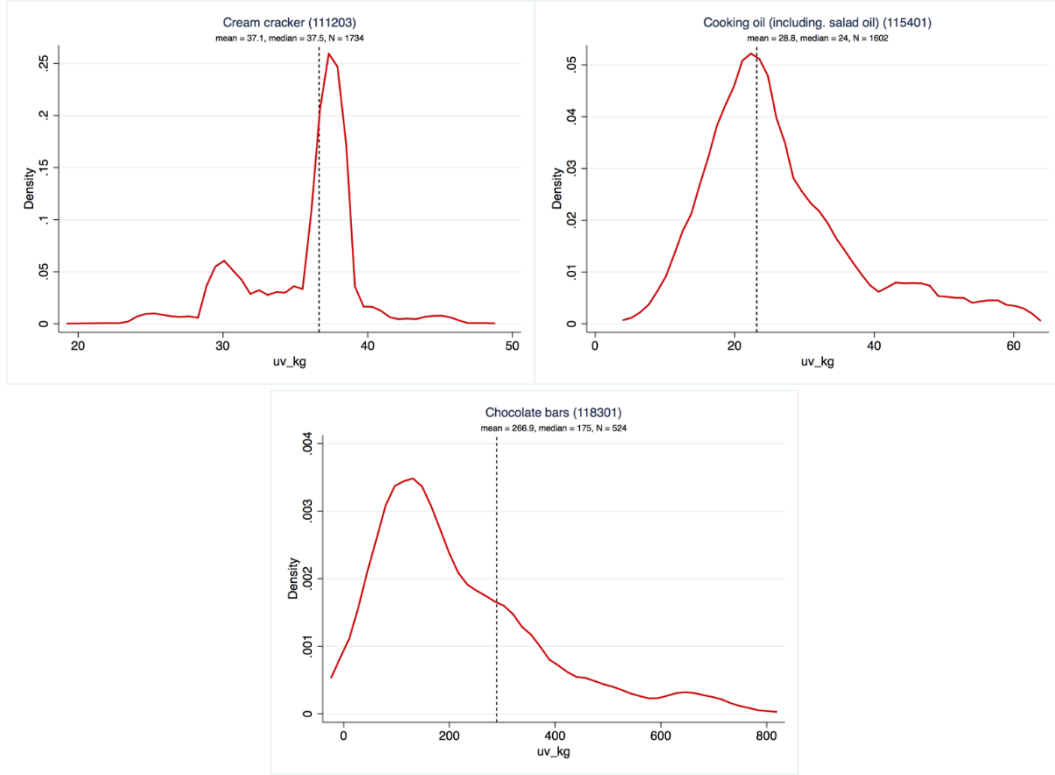 Cream cracker (111203)
mean = 37.1, median = 37.5, N = 1734
.25
.2
.15
.1
.05
0
Density
20 30 40 50
uv_kg
Cooking oil (including. salad oil) (115401)
mean = 28.8, median = 24, N = 1602
.05
.04
.03
.02
.01
0
Density
0 20 40 60
uv_kg
Chocolate bars (118301)
mean = 266.9, median = 175, N = 524
.004
.003
.002
.001
0
Density
0 200 400 600 800
uv_kg